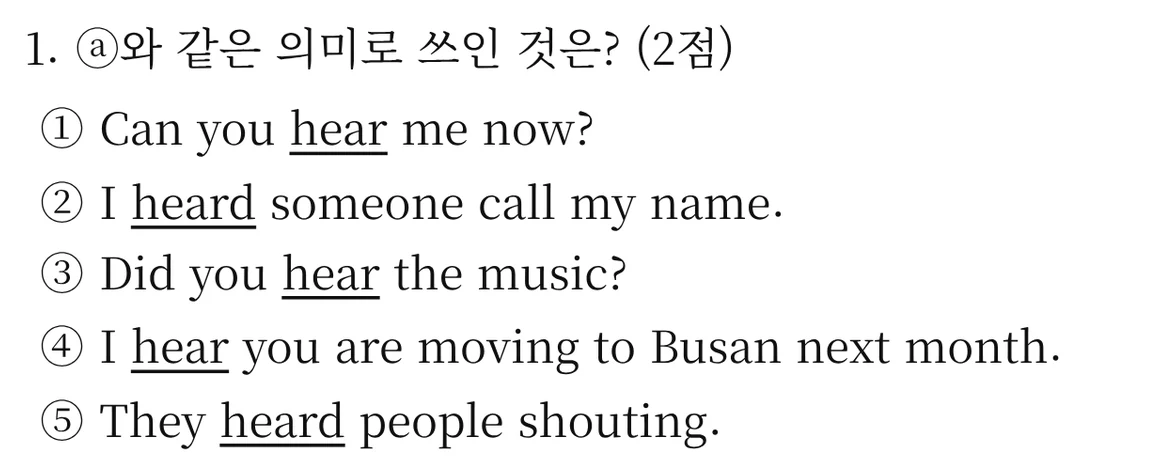 1. ⓐ와 같은 의미로 쓰인 것은? (2점)
① Can you hear me now?
② I heard someone call my name.
③ Did you hear the music?
④ I hear you are moving to Busan next month.
⑤ They heard people shouting.